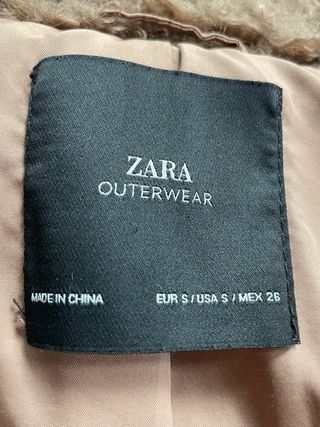 ZARA
OUTERWEAR
MADE IN CHINA EUR S / USA S / MEX 26